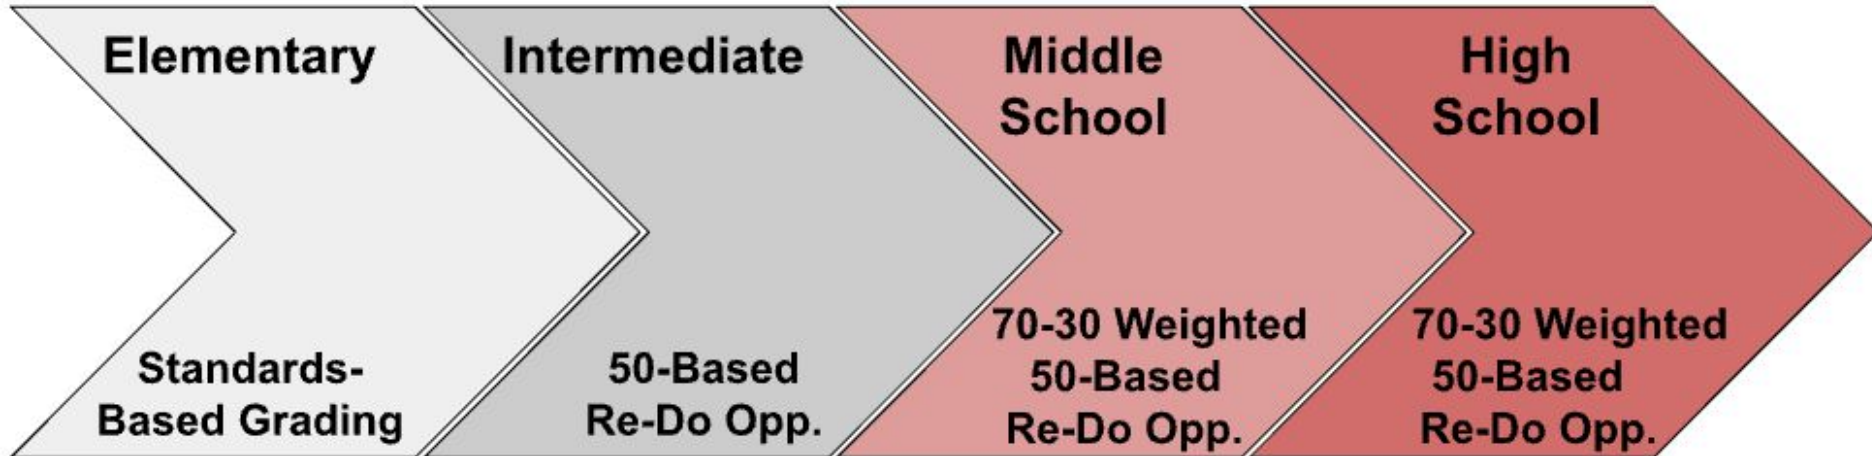 Elementary
Standards-
Based Grading
Intermediate
50-Based
Re-Do Opp.
Middle
School
70-30 Weighted
50-Based
Re-Do Opp.
High
School
70-30 Weighted
50-Based
Re-Do Opp.